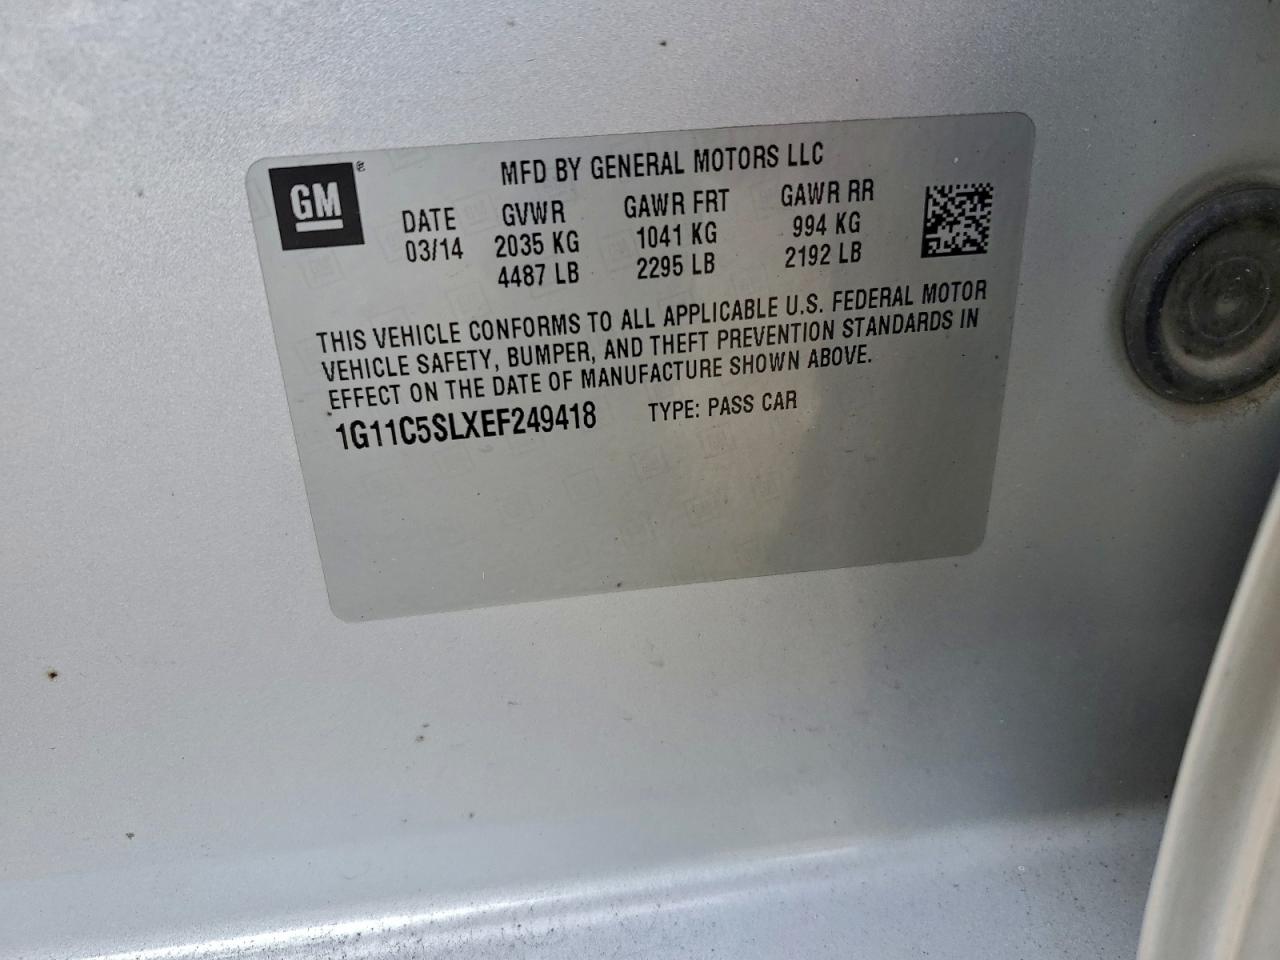 GM®
MFD BY GENERAL MOTORS LLC
DATE GVWR GAWR FRT GAWR RR
03/14 2035 KG 1041 KG 994 KG
4487 LB 2295 LB 2192 LB
THIS VEHICLE CONFORMS TO ALL APPLICABLE U.S. FEDERAL MOTOR
VEHICLE SAFETY, BUMPER, AND THEFT PREVENTION STANDARDS IN
EFFECT ON THE DATE OF MANUFACTURE SHOWN ABOVE.
1G11C5SLXEF249418 TYPE: PASS CAR